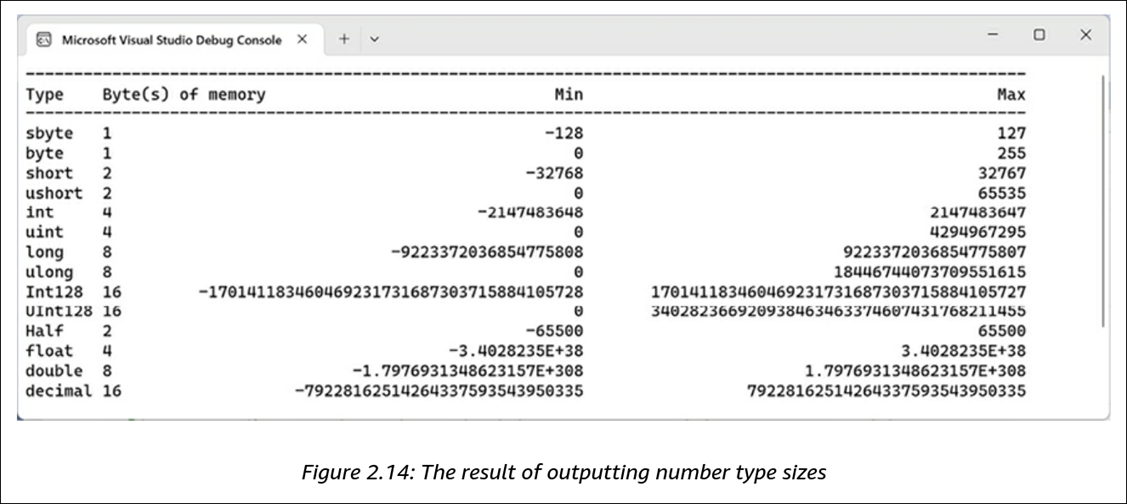 Microsoft Visual Studio Debug Console
--------------------------------------------------------------------------------------------------------
Type Byte(s) of memory Min Max
--------------------------------------------------------------------------------------------------------
sbyte 1 -128 127
byte 1 0 255
short 2 -32768 32767
ushort 2 0 65535
int 4 -2147483648 2147483647
uint 4 0 4294967295
long 8 -9223372036854775808 9223372036854775807
ulong 8 0 18446744073709551615
Int128 16 -170141183460469231731687303715884105728 170141183460469231731687303715884105727
UInt128 16 0 340282366920938463463374607431768211455
Half 2 -65500 65500
float 4 -3.4028235E+38 3.4028235E+38
double 8 -1.7976931348623157E+308 1.7976931348623157E+308
decimal 16 -79228162514264337593543950335 79228162514264337593543950335
Figure 2.14: The result of outputting number type sizes